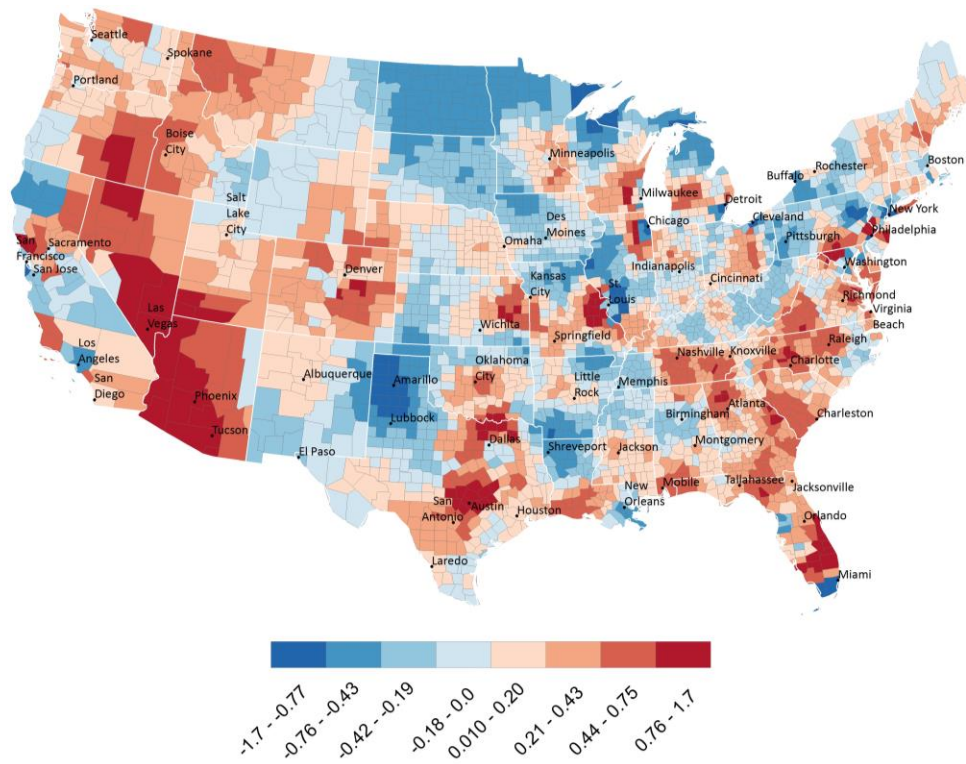 Seattle
Spokane
Portland
Boise
City
Minneapolis
Rochester
Boston
Buffalo
Milwaukee
Detroit
Salt
Lake
City
Des
Moines
Chicago
Cleveland
New York
Omaha
Pittsburgh
Philadelphia
San
Francisco
Sacramento
San Jose
Denver
Kansas
City
St
Louis
Indianapolis
Cincinnati
Washington
Richmond
Virginia
Beach
Las
Vegas
Wichita
Springfield
Nashville
Knoxville
Raleigh
Charlotte
Los
Angeles
San
Diego
Albuquerque
Amarillo
Oklahoma
City
Little
Rock
Memphis
Phoenix
Tucson
Lubbock
Birmingham
Atlanta
Charleston
El Paso
Dallas
Shreveport
Jackson
Montgomery
San
Antonio
Austin
Houston
New
Orleans
Mobile
Tallahassee
Jacksonville
Orlando
Laredo
Miami
-1.7 - -0.77
-0.76 - -0.43
-0.42 - -0.19
-0.18 - 0.0
0.010 - 0.20
0.21 - 0.43
0.44 - 0.75
0.76 - 1.7